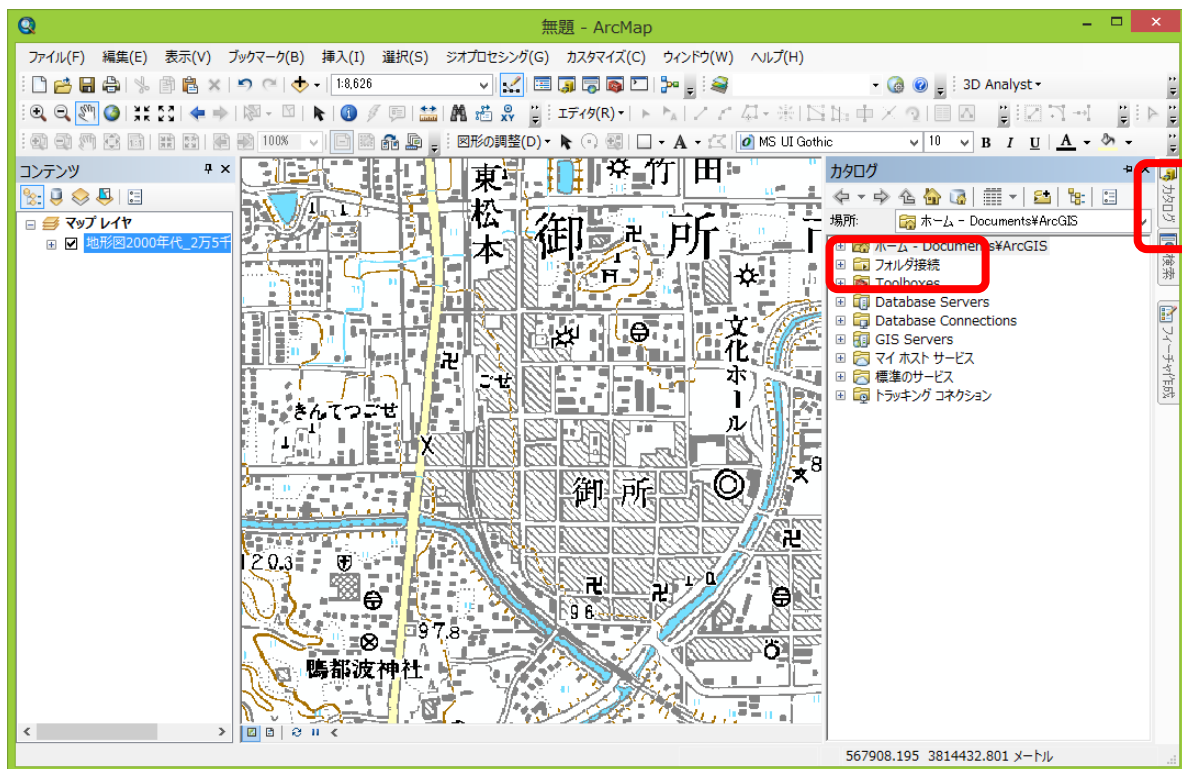 無題 - ArcMap
ファイル(F) 編集(E) 表示(V) ブックマーク(B) 挿入(I) 選択(S) ジオプロセシング(G) カスタマイズ(C) ウィンドウ(W) ヘルプ(H)
1:8,626
3D Analyst
エディタ(R)
100%
図形の調整(D)
A
MS UI Gothic
10
B I U A
コンテンツ
マップ レイヤ
地形図2000年代_2万5千
東松本
竹田
御所
文化ホール
ごせ
きんてつごせ
御所
8
120.3
96
97.8
鴨都波神社
カタログ
場所:
ホーム - Documents¥ArcGIS
ホーム - Documents¥ArcGIS
フォルダ接続
Toolboxes
Database Servers
Database Connections
GIS Servers
マイ ホスト サービス
標準のサービス
トラッキング コネクション
カタログ
検索
フィーチャ作成
567908.195 3814432.801 メートル